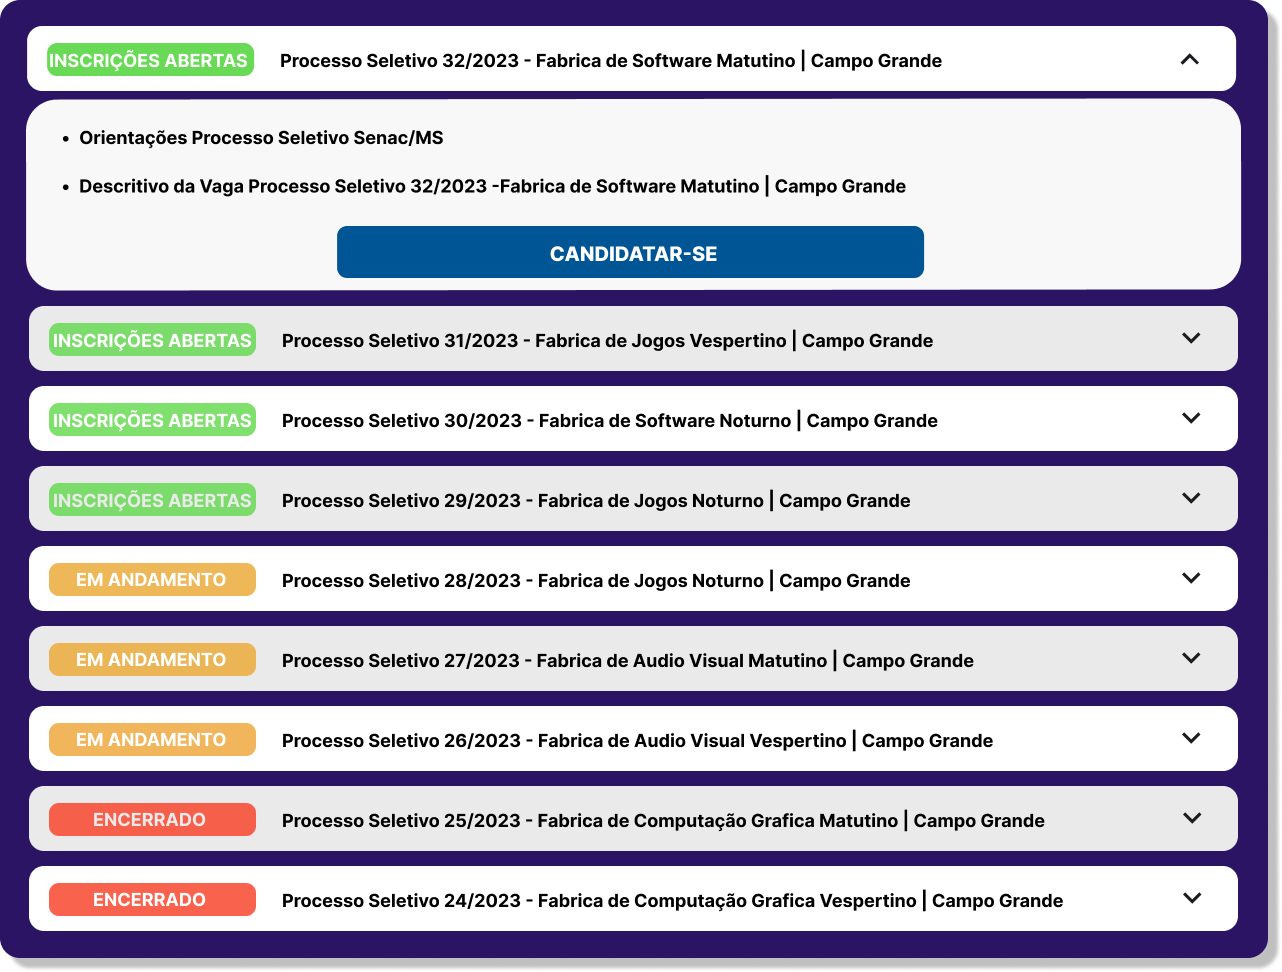 INSCRIÇÕES ABERTAS Processo Seletivo 32/2023 - Fabrica de Software Matutino | Campo Grande
• Orientações Processo Seletivo Senac/MS
• Descritivo da Vaga Processo Seletivo 32/2023 -Fabrica de Software Matutino | Campo Grande
CANDIDATAR-SE
INSCRIÇÕES ABERTAS Processo Seletivo 31/2023 - Fabrica de Jogos Vespertino | Campo Grande
INSCRIÇÕES ABERTAS Processo Seletivo 30/2023 - Fabrica de Software Noturno | Campo Grande
INSCRIÇÕES ABERTAS Processo Seletivo 29/2023 - Fabrica de Jogos Noturno | Campo Grande
EM ANDAMENTO Processo Seletivo 28/2023 - Fabrica de Jogos Noturno | Campo Grande
EM ANDAMENTO Processo Seletivo 27/2023 - Fabrica de Audio Visual Matutino | Campo Grande
EM ANDAMENTO Processo Seletivo 26/2023 - Fabrica de Audio Visual Vespertino | Campo Grande
ENCERRADO Processo Seletivo 25/2023 - Fabrica de Computação Grafica Matutino | Campo Grande
ENCERRADO Processo Seletivo 24/2023 - Fabrica de Computação Grafica Vespertino | Campo Grande